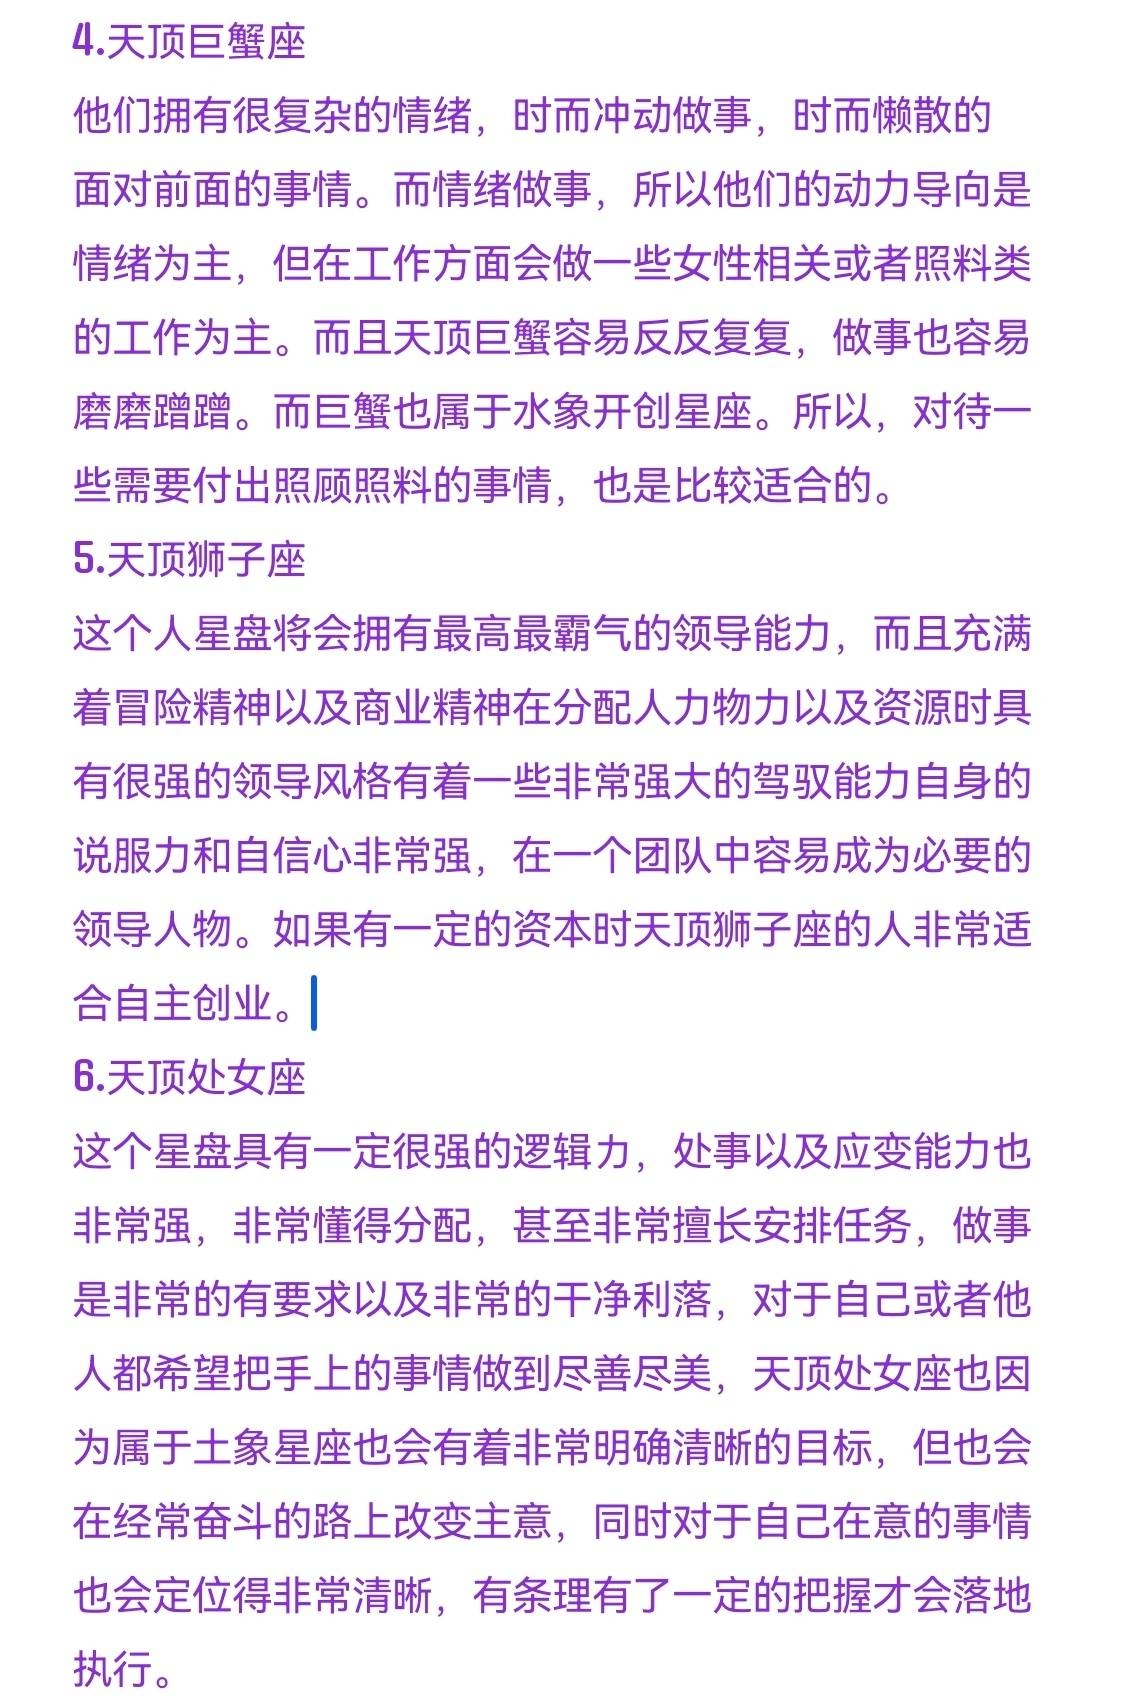 4.天顶巨蟹座
他们拥有很复杂的情绪，时而冲动做事，时而懒散的
面对前面的事情。而情绪做事，所以他们的动力导向是
情绪为主，但在工作方面会做一些女性相关或者照料类
的工作为主。而且天顶巨蟹容易反反复复，做事也容易
磨磨蹭蹭。而巨蟹也属于水象开创星座。所以，对待一
些需要付出照顾照料的事情，也是比较适合的。
5.天顶狮子座
这个人星盘将会拥有最高最霸气的领导能力，而且充满
着冒险精神以及商业精神在分配人力物力以及资源时具
有很强的领导风格有着一些非常强大的驾驭能力自身的
说服力和自信心非常强，在一个团队中容易成为必要的
领导人物。如果有一定的资本时天顶狮子座的人非常适
合自主创业。
6.天顶处女座
这个星盘具有一定很强的逻辑力，处事以及应变能力也
非常强，非常懂得分配，甚至非常擅长安排任务，做事
是非常的有要求以及非常的干净利落，对于自己或者他
人都希望把手上的事情做到尽善尽美，天顶处女座也因
为属于土象星座也会有着非常明确清晰的目标，但也会
在经常奋斗的路上改变主意，同时对于自己在意的事情
也会定位得非常清晰，有条理有了一定的把握才会落地
执行。